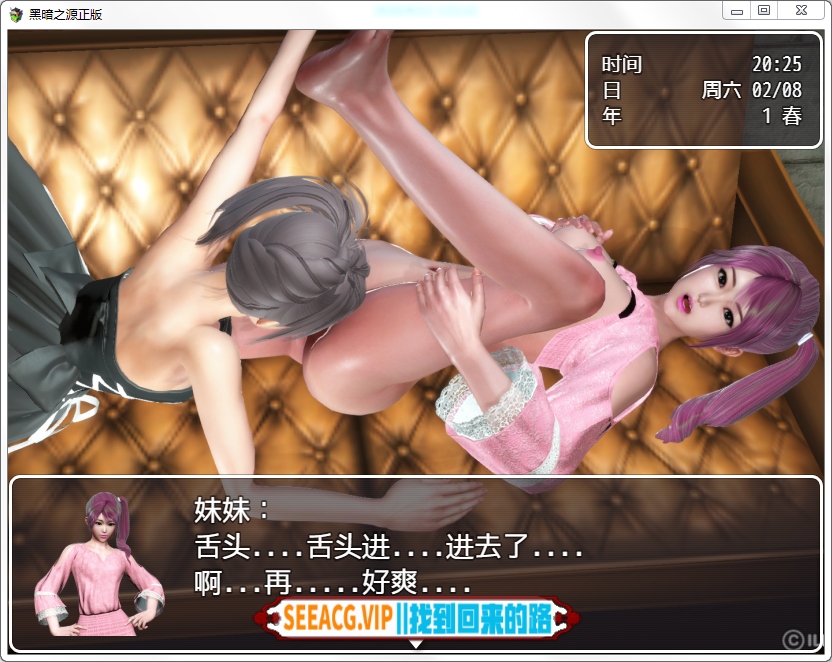 黑暗之源正版
时间 20:25
日 周六 02/08
年 1 春
妹妹：
舌头....舌头进....进去了....
啊...再.....好爽....
SEEACG.VIP||找到回来的路